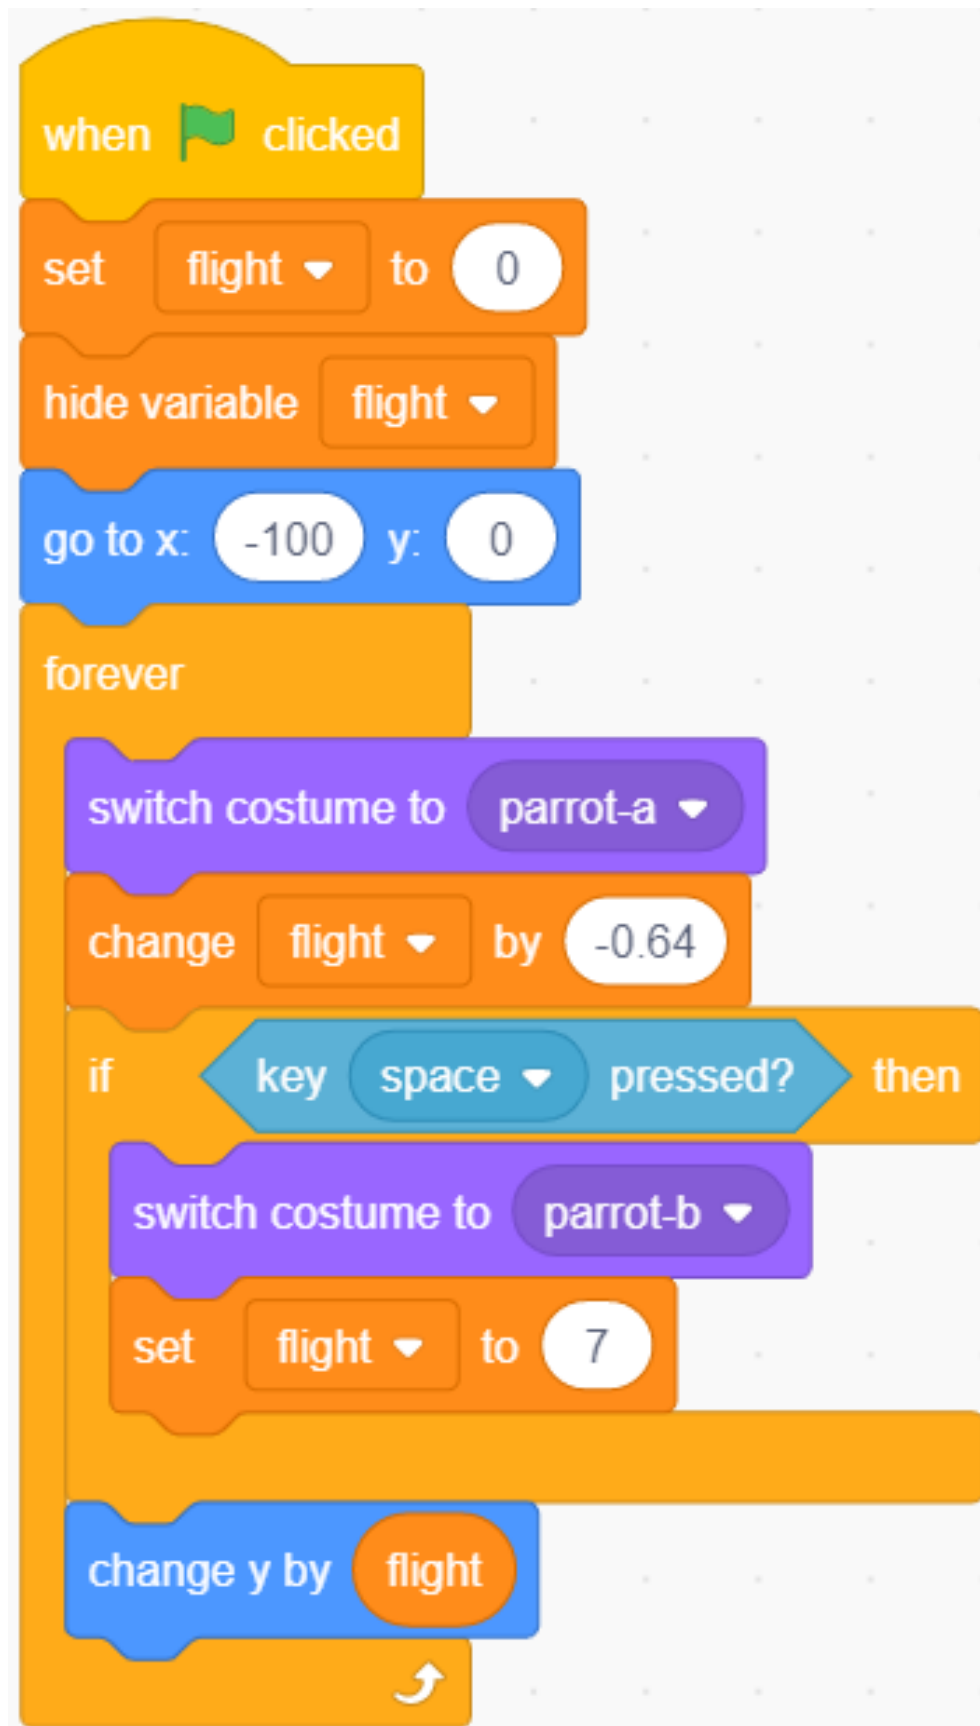 when clicked
set flight to 0
hide variable flight
go to x: -100 y: 0
forever
switch costume to parrot-a
change flight by -0.64
if key space pressed? then
switch costume to parrot-b
set flight to 7
change y by flight